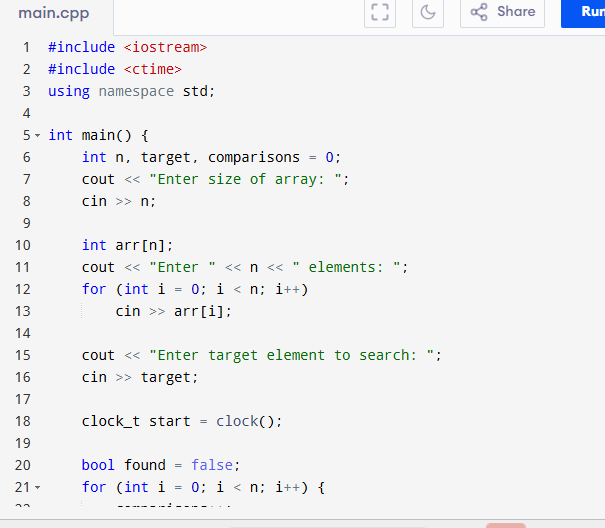 main.cpp
Share
Run
1 #include <iostream>
2 #include <ctime>
3 using namespace std;
4
5 int main() {
6 int n, target, comparisons = 0;
7 cout << "Enter size of array: ";
8 cin >> n;
9
10 int arr[n];
11 cout << "Enter " << n << " elements: ";
12 for (int i = 0; i < n; i++)
13 cin >> arr[i];
14
15 cout << "Enter target element to search: ";
16 cin >> target;
17
18 clock_t start = clock();
19
20 bool found = false;
21 for (int i = 0; i < n; i++) {